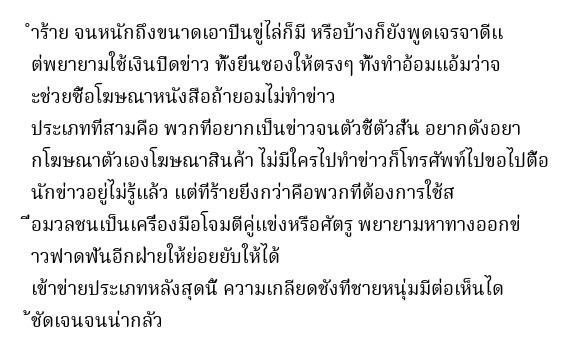 ำร้าย จนหนักถึงขนาดเอาปืนขู่ไล่ก็มี หรือบ้างก็ยังพูดเจรจาดีแ
ต่พยายามใช้เงินปิดข่าว ทั้งยื่นซองให้ตรงๆ ทั้งทำอ้อมแอ้มว่าจ
ะช่วยซื้อโฆษณาหนังสือถ้ายอมไม่ทำข่าว
ประเภทที่สามคือ พวกที่อยากเป็นข่าวจนตัวซี้ตัวสั่น อยากดังอยา
กโฆษณาตัวเองโฆษณาสินค้า ไม่มีใครไปทำข่าวก็โทรศัพท์ไปขอไปตื๊อ
นักข่าวอยู่ไม่รู้แล้ว แต่ที่ร้ายยิ่งกว่าคือพวกที่ต้องการใช้ส
ื่อมวลชนเป็นเครื่องมือโจมตีคู่แข่งหรือศัตรู พยายามหาทางออกข่
าวฟาดฟันอีกฝ่ายให้ย่อยยับให้ได้
เข้าข่ายประเภทหลังสุดนี้ ความเกลียดชังที่ชายหนุ่มมีต่อเห็นได
้ชัดเจนจนน่ากลัว